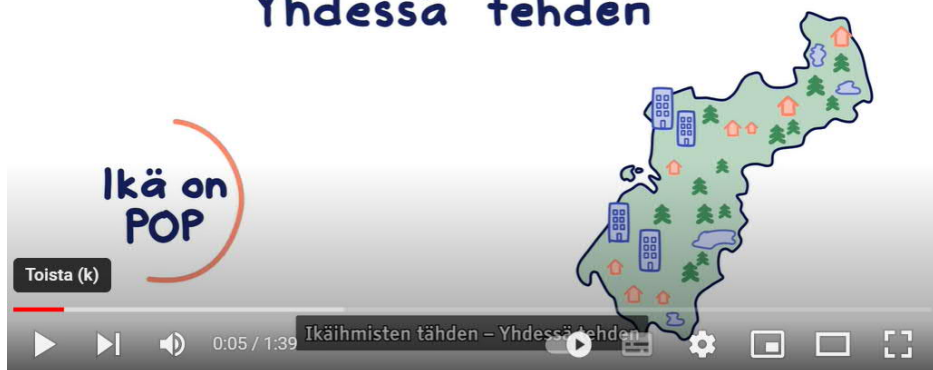 Yhdessä tehden
Ikä on
POP
Toista (k)
0:05 / 1:39
Ikäihmisten tähden – Yhdessä tehden